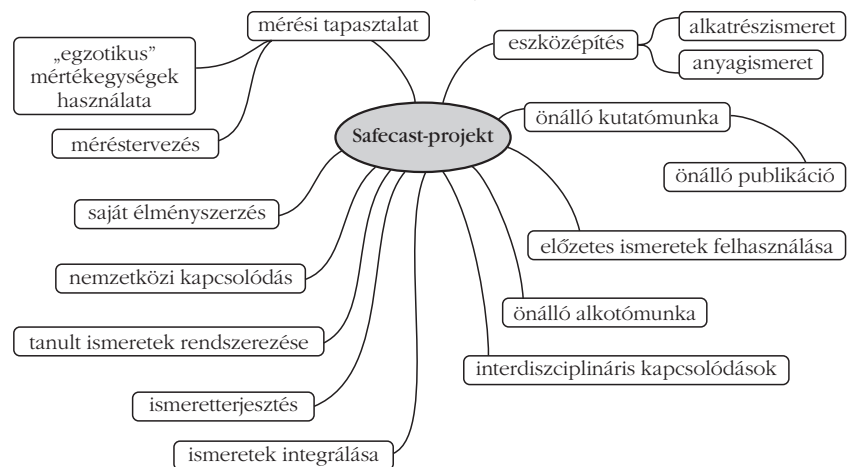 mérési tapasztalat
„egzotikus”
mértékegységek
használata
méréstervezés
eszközépítés
alkatrészismeret
anyagismeret
Safecast-projekt
önálló kutatómunka
önálló publikáció
saját élményszerzés
előzetes ismeretek felhasználása
nemzetközi kapcsolódás
önálló alkotómunka
tanult ismeretek rendszerezése
interdiszciplináris kapcsolódások
ismeretterjesztés
ismeretek integrálása